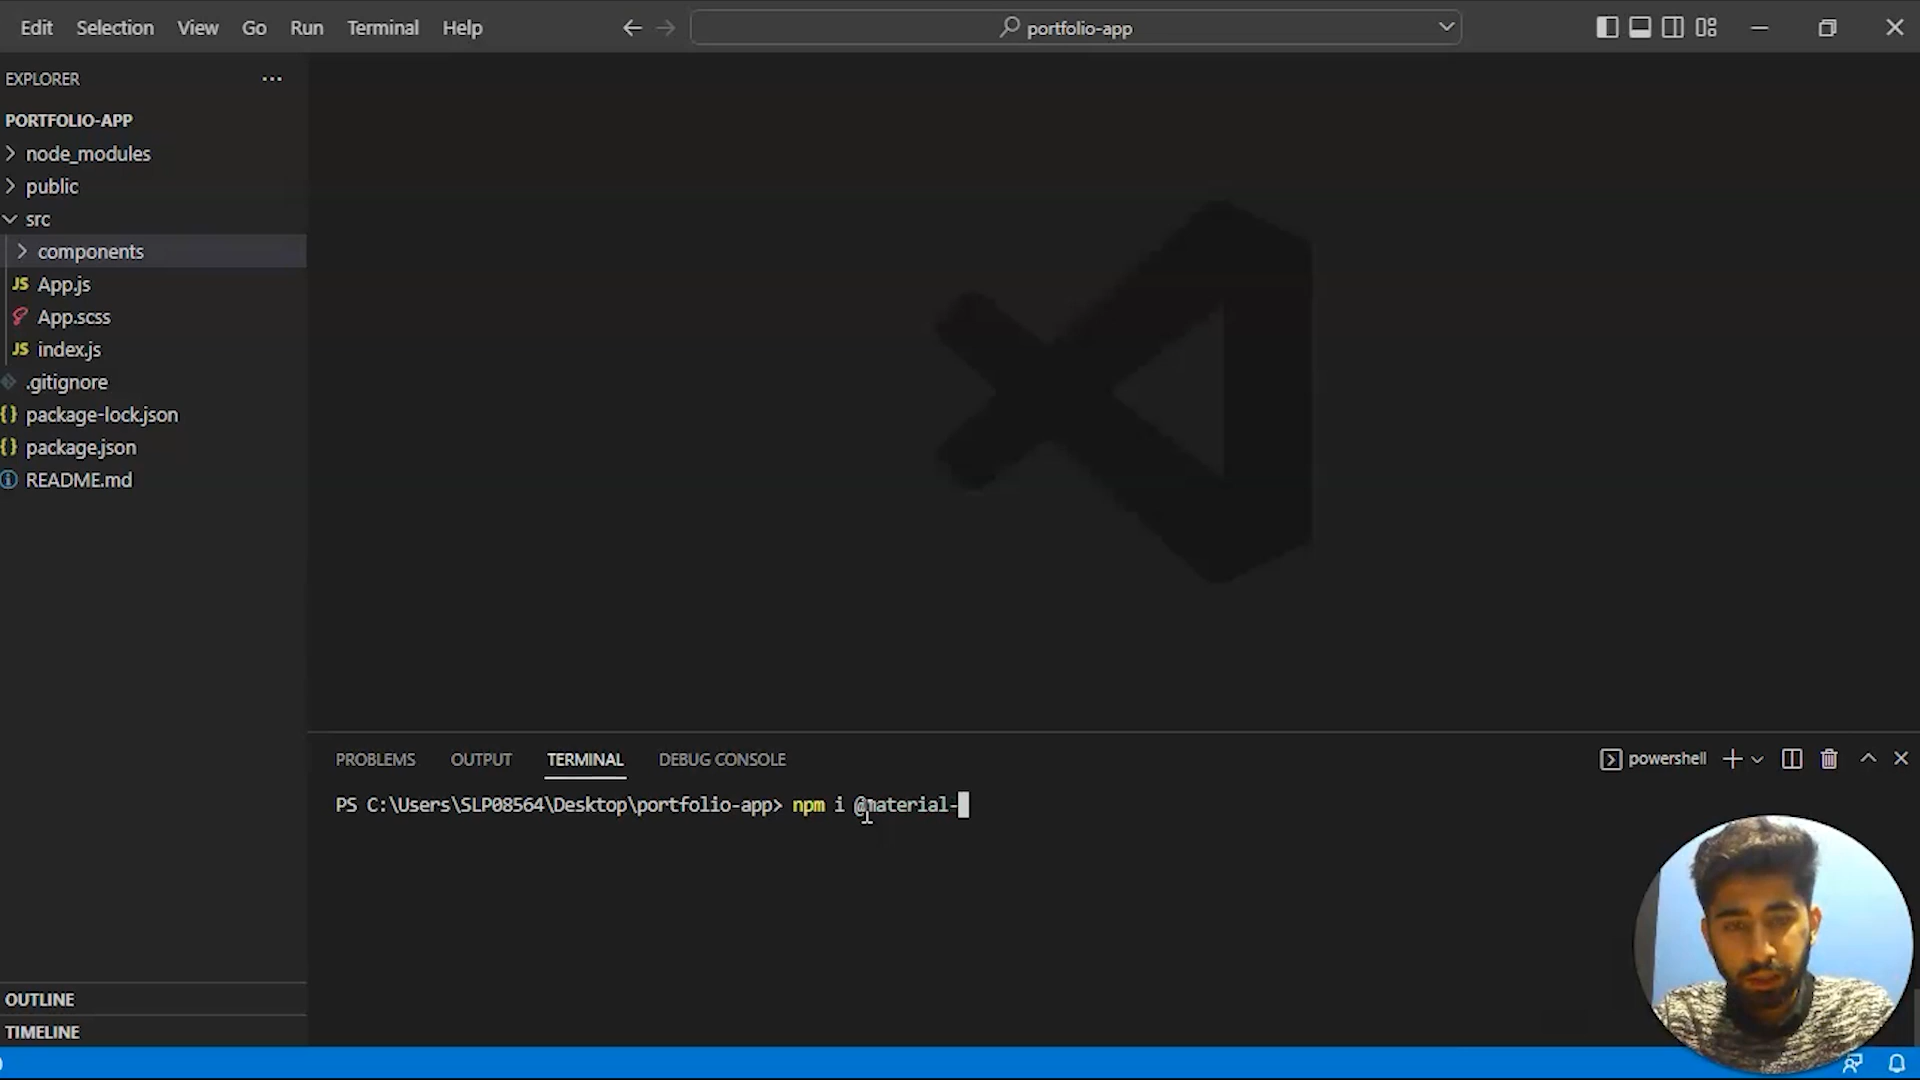 Edit Selection View Go Run Terminal Help
portfolio-app
EXPLORER
PORTFOLIO-APP
node_modules
public
src
components
JS App.js
App.scss
JS index.js
.gitignore
{} package-lock.json
{} package.json
README.md
PROBLEMS OUTPUT TERMINAL DEBUG CONSOLE
powershell
PS C:\Users\SLP08564\Desktop\portfolio-app> npm i @material-
OUTLINE
TIMELINE